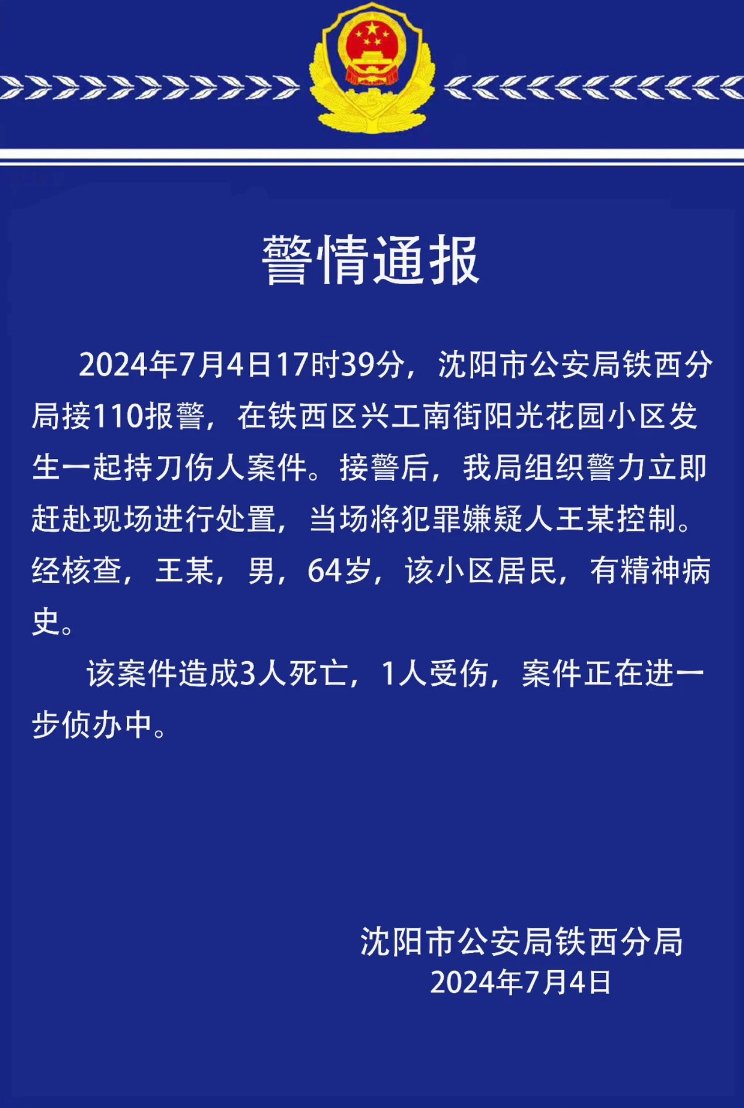 警情通报
2024年7月4日17时39分，沈阳市公安局铁西分
局接110报警，在铁西区兴工南街阳光花园小区发
生一起持刀伤人案件。接警后，我局组织警力立即
赶赴现场进行处置，当场将犯罪嫌疑人王某控制。
经核查，王某，男，64岁，该小区居民，有精神病
史。
该案件造成3人死亡，1人受伤，案件正在进一
步侦办中。
沈阳市公安局铁西分局
2024年7月4日